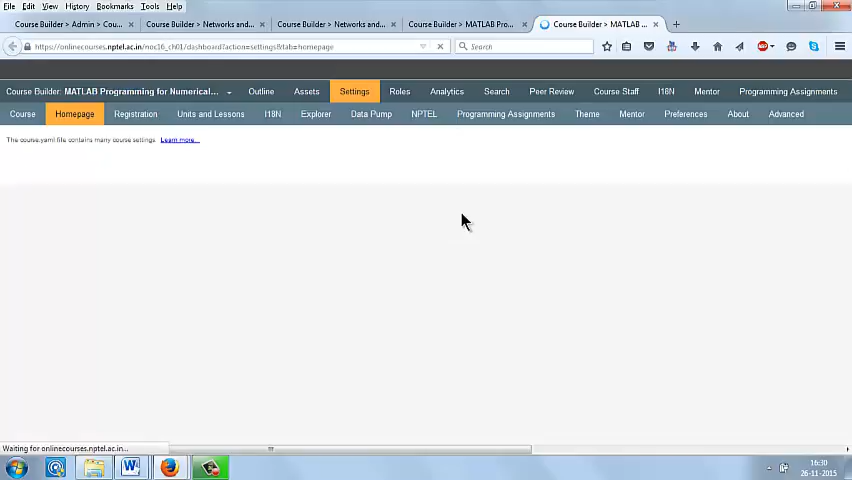 File Edit View History Bookmarks Tools Help
Course Builder > Admin > Cou... Course Builder > Networks and... Course Builder > Networks and... Course Builder > MATLAB Pro... Course Builder > MATLAB ...
https://onlinecourses.nptel.ac.in/noc16_ch01/dashboard?action=settings&tab=homepage Search
Course Builder: MATLAB Programming for Numerical... Outline Assets Settings Roles Analytics Search Peer Review Course Staff I18N Mentor Programming Assignments
Course Homepage Registration Units and Lessons I18N Explorer Data Pump NPTEL Programming Assignments Theme Mentor Preferences About Advanced
The course.yaml file contains many course settings. Learn more...
Waiting for onlinecourses.nptel.ac.in...
16:30
26-11-2015